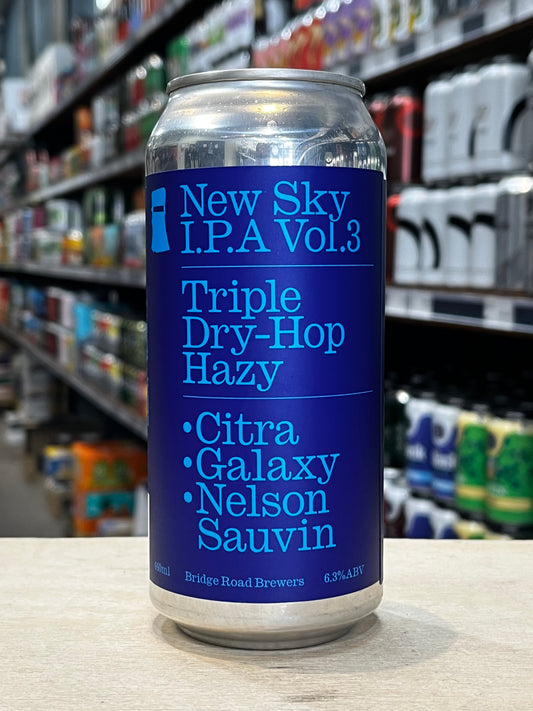 New Sky
I.P.A Vol.3
Triple
Dry-Hop
Hazy
•Citra
•Galaxy
•Nelson
Sauvin
Bridge Road Brewers 6.3%ABV